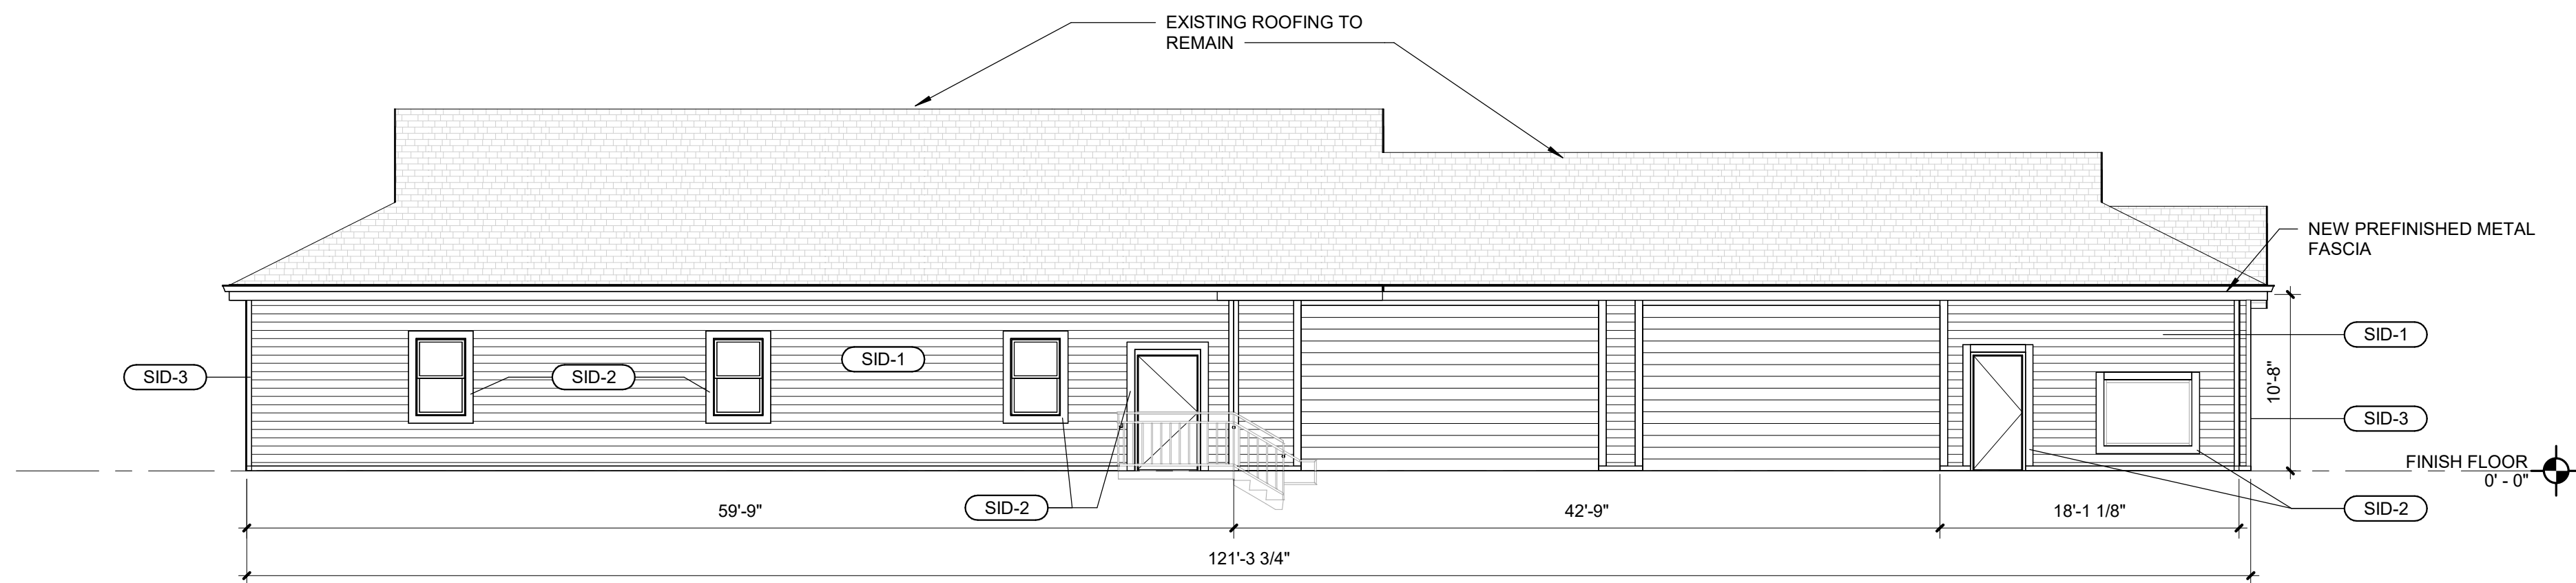 EXISTING ROOFING TO
REMAIN
NEW PREFINISHED METAL
FASCIA
SID-1
SID-1
SID-3
SID-2
10'-8"
SID-3
FINISH FLOOR
0' - 0"
SID-2
SID-2
59'-9"
42'-9"
18'-1 1/8"
121'-3 3/4"